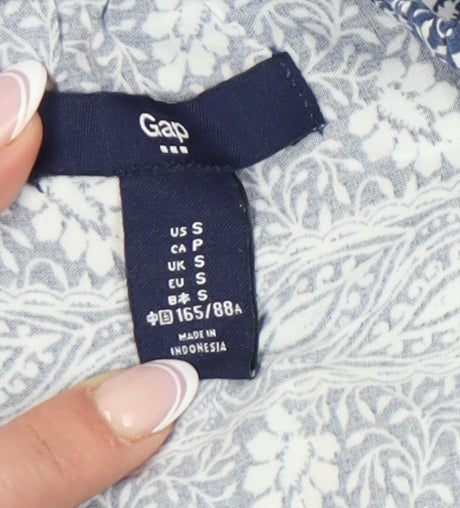 Gap
US S
CA P
UK S
EU S
日本 S
中国 165/88A
MADE IN
INDONESIA